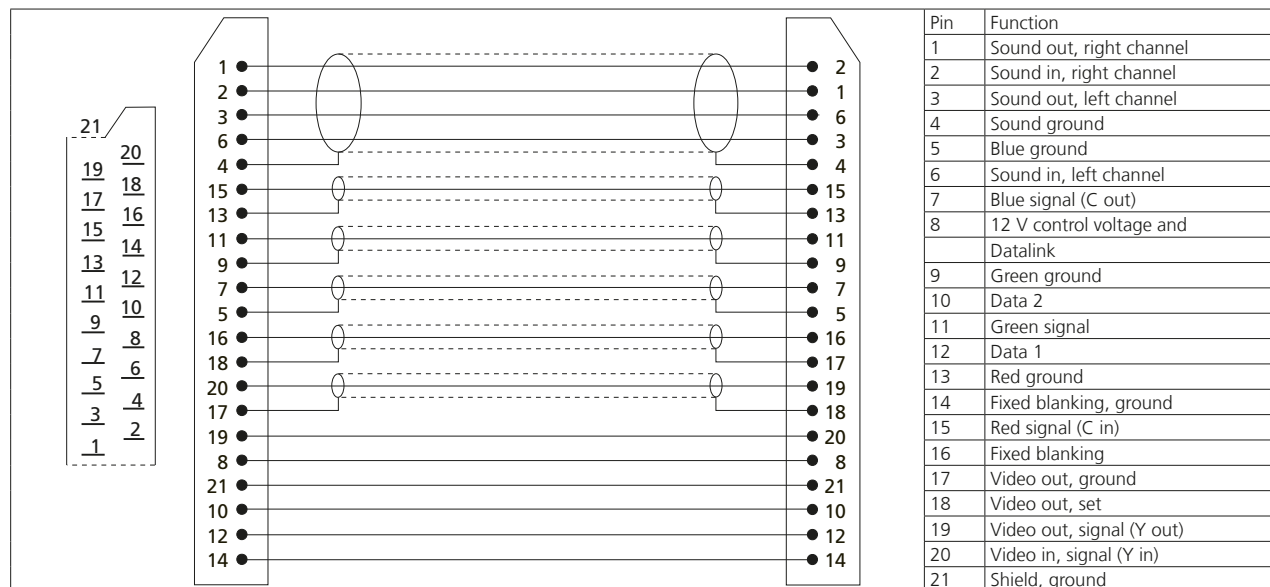 21
20
19
18
17
16
15
14
13
12
11
10
9
8
7
6
5
4
3
2
1
1 2
2 1
3 6
6 3
4 4
15 15
13 13
11 11
9 9
7 7
5 5
16 16
18 17
20 19
17 18
19 20
8 8
21 21
10 10
12 12
14 14
Pin Function
1 Sound out, right channel
2 Sound in, right channel
3 Sound out, left channel
4 Sound ground
5 Blue ground
6 Sound in, left channel
7 Blue signal (C out)
8 12 V control voltage and
Datalink
9 Green ground
10 Data 2
11 Green signal
12 Data 1
13 Red ground
14 Fixed blanking, ground
15 Red signal (C in)
16 Fixed blanking
17 Video out, ground
18 Video out, set
19 Video out, signal (Y out)
20 Video in, signal (Y in)
21 Shield, ground